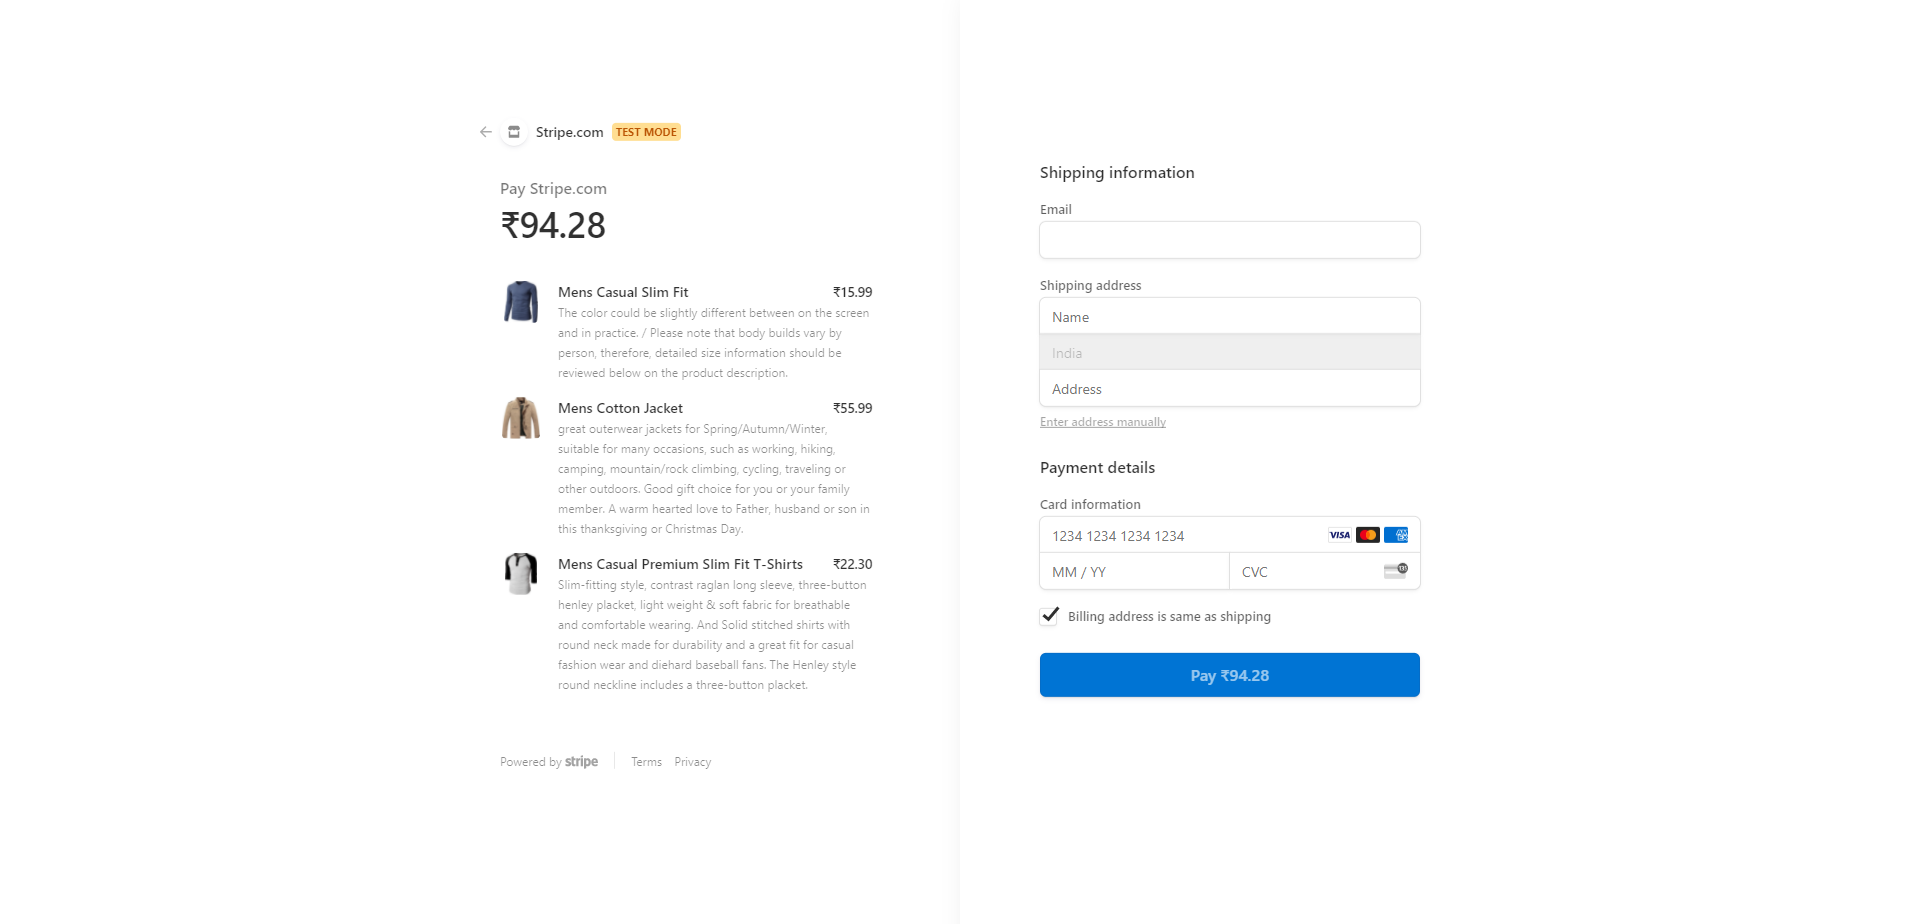 Stripe.com TEST MODE
Pay Stripe.com
₹94.28
Mens Casual Slim Fit ₹15.99
The color could be slightly different between on the screen
and in practice. / Please note that body builds vary by
person, therefore, detailed size information should be
reviewed below on the product description.
Mens Cotton Jacket ₹55.99
great outerwear jackets for Spring/Autumn/Winter,
suitable for many occasions, such as working, hiking,
camping, mountain/rock climbing, cycling, traveling or
other outdoors. Good gift choice for you or your family
member. A warm hearted love to Father, husband or son in
this thanksgiving or Christmas Day.
Mens Casual Premium Slim Fit T-Shirts ₹22.30
Slim-fitting style, contrast raglan long sleeve, three-button
henley placket, light weight & soft fabric for breathable
and comfortable wearing. And Solid stitched shirts with
round neck made for durability and a great fit for casual
fashion wear and diehard baseball fans. The Henley style
round neckline includes a three-button placket.
Powered by stripe Terms Privacy
Shipping information
Email
Shipping address
Name
India
Address
Enter address manually
Payment details
Card information
1234 1234 1234 1234 VISA AMEX
MM / YY CVC 135
Billing address is same as shipping
Pay ₹94.28